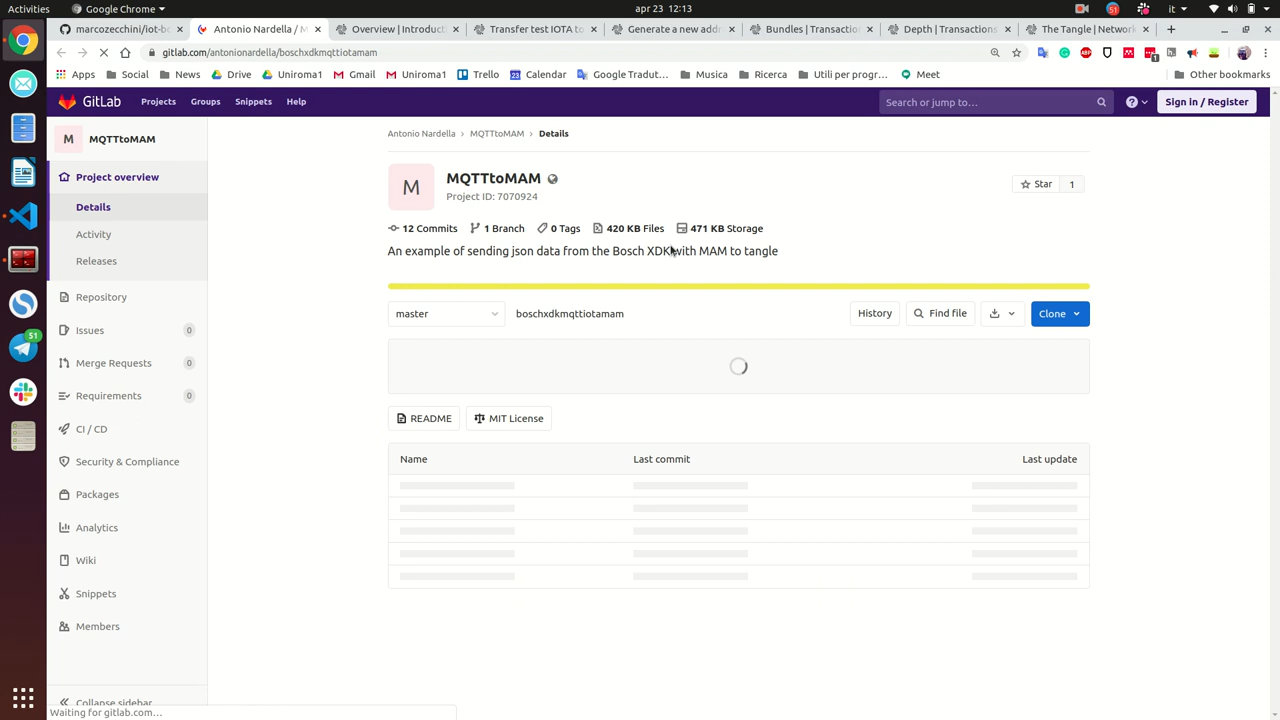 Activities
Google Chrome
apr 23 12:13
51
it
marcozecchini/iot-b
Antonio Nardella / M
Overview | Introduct
Transfer test IOTA to
Generate a new addr
Bundles | Transaction
Depth | Transactions
The Tangle | Network
gitlab.com/antonionardella/boschxdkmqttiotamam
Apps
Social
News
Drive
Uniroma1
Gmail
Uniroma1
Trello
Calendar
Google Tradut...
Musica
Ricerca
Utili per progr...
Meet
Other bookmarks
GitLab
Projects
Groups
Snippets
Help
Search or jump to...
Sign in / Register
M
MQTTtoMAM
Project overview
Details
Activity
Releases
Repository
Issues
0
Merge Requests
0
Requirements
0
CI / CD
Security & Compliance
Packages
Analytics
Wiki
Snippets
Members
Collapse sidebar
Antonio Nardella
MQTTtoMAM
Details
M
MQTTtoMAM
Project ID: 7070924
Star
1
12 Commits
1 Branch
0 Tags
420 KB Files
471 KB Storage
An example of sending json data from the Bosch XDK with MAM to tangle
master
boschxdkmqttiotamam
History
Find file
Clone
README
MIT License
Name
Last commit
Last update
51
Waiting for gitlab.com...